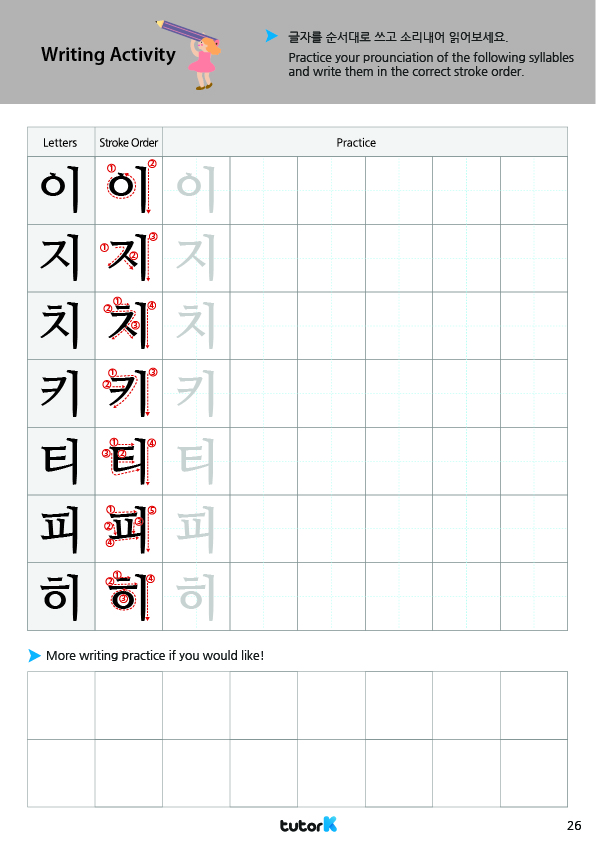 Writing Activity
글자를 순서대로 쓰고 소리내어 읽어보세요.
Practice your prounciation of the following syllables
and write them in the correct stroke order.
Letters Stroke Order Practice
이 ① ② 이 이
지 ① ② ③ 지 지
치 ① ② ③ ④ 치 치
키 ① ② ③ 키 키
티 ① ② ③ ④ 티 티
피 ① ② ③ ④ ⑤ 피 피
히 ① ② ③ ④ 히 히
More writing practice if you would like!
tutorK
26